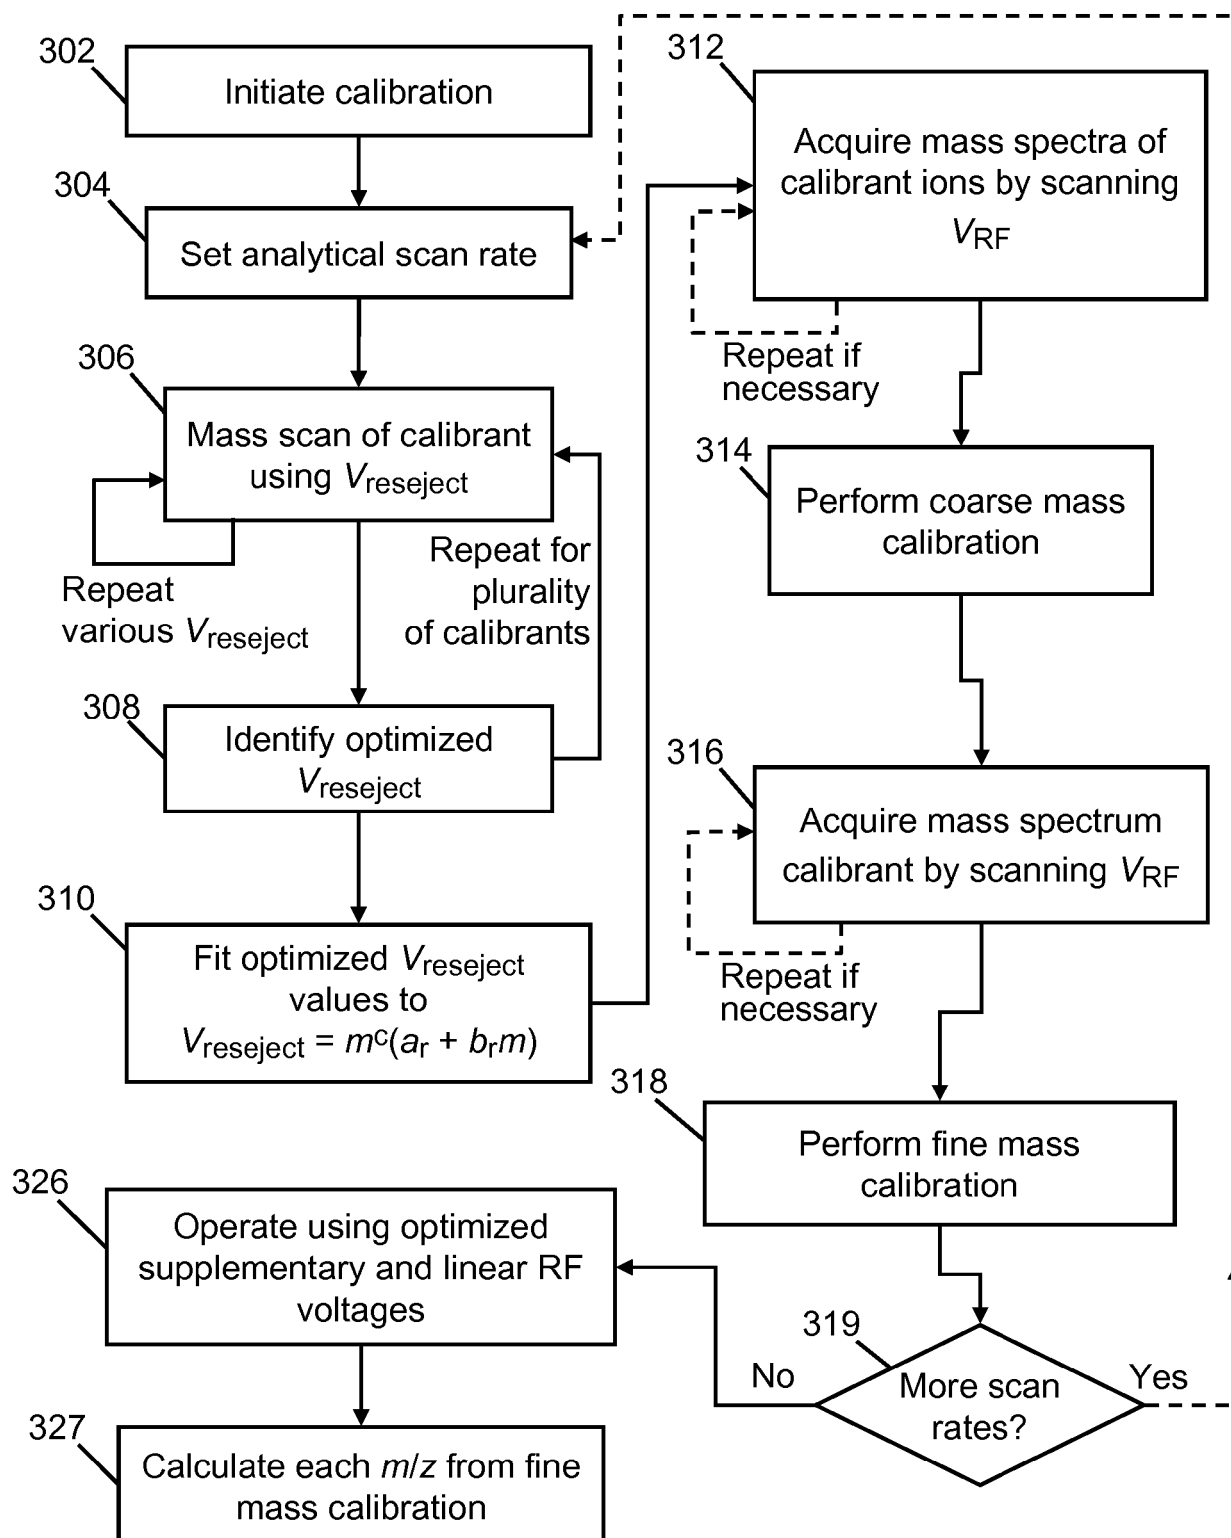 302
Initiate calibration
304
Set analytical scan rate
306
Mass scan of calibrant
using Vreseject
Repeat
various Vreseject
Repeat for
plurality
of calibrants
308
Identify optimized
Vreseject
310
Fit optimized Vreseject
values to
Vreseject = mᶜ(aᵣ + bᵣm)
312
Acquire mass spectra of
calibrant ions by scanning
VRF
Repeat if
necessary
314
Perform coarse mass
calibration
316
Acquire mass spectrum
calibrant by scanning VRF
Repeat if
necessary
318
Perform fine mass
calibration
319
More scan
rates?
No
Yes
326
Operate using optimized
supplementary and linear RF
voltages
327
Calculate each m/z from fine
mass calibration